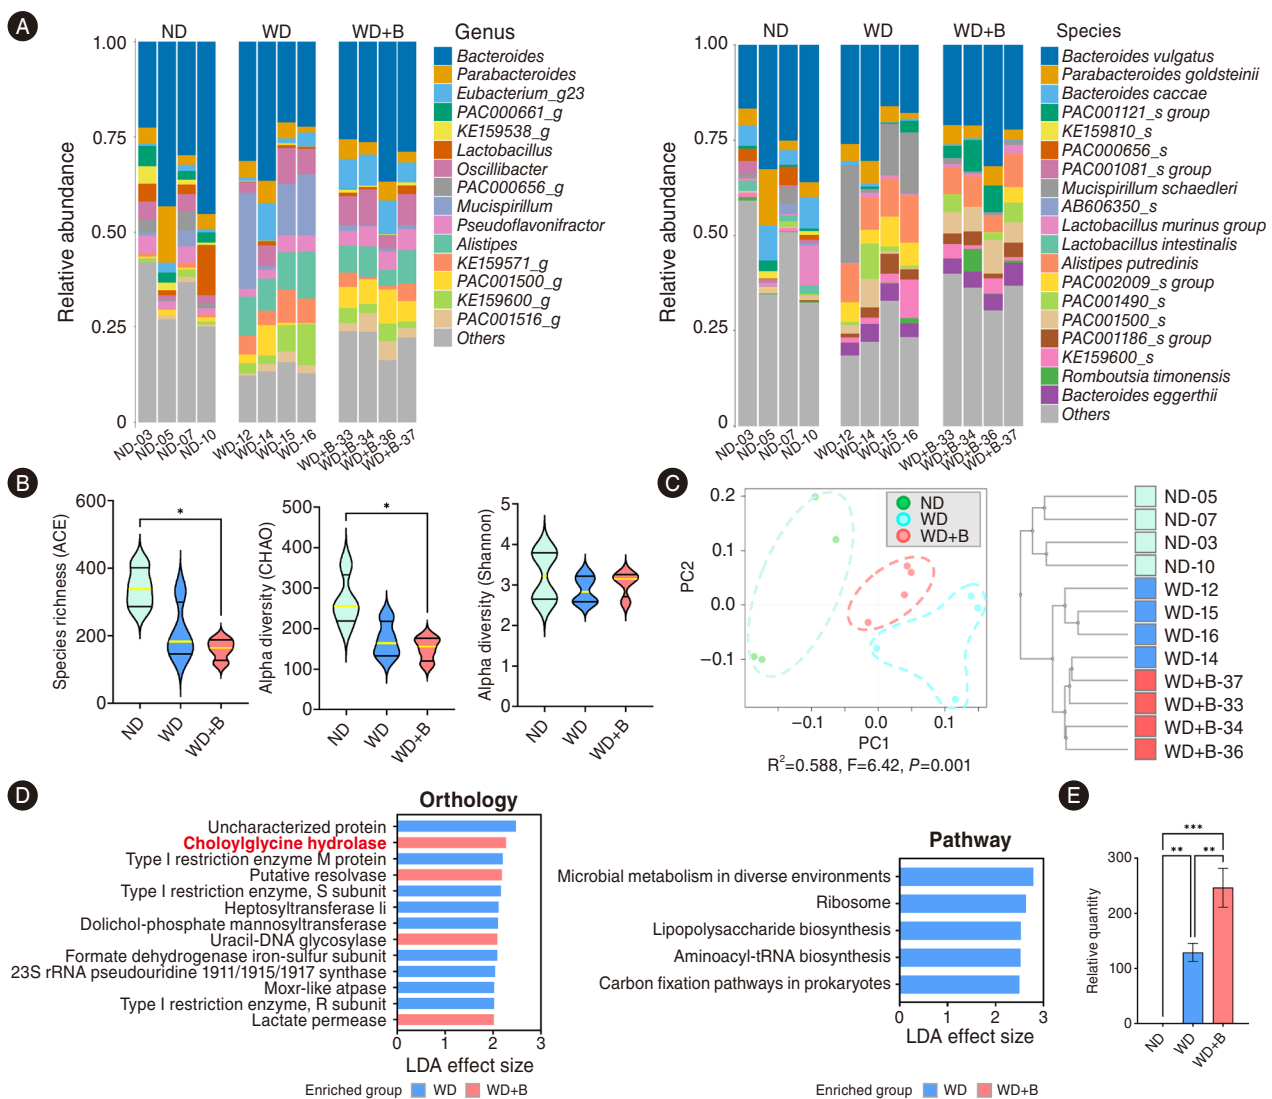 A
ND
WD
WD+B
Genus
1.00
0.75
0.50
0.25
0
Relative abundance
Bacteroides
Parabacteroides
Eubacterium_g23
PAC000661_g
KE159538_g
Lactobacillus
Oscillibacter
PAC000656_g
Mucispirillum
Pseudoflavonifractor
Alistipes
KE159571_g
PAC001500_g
KE159600_g
PAC001516_g
Others
ND-03
ND-05
ND-07
ND-10
WD-12
WD-14
WD-15
WD-16
WD+B-33
WD+B-34
WD+B-36
WD+B-37
ND
WD
WD+B
Species
1.00
0.75
0.50
0.25
0
Relative abundance
Bacteroides vulgatus
Parabacteroides goldsteinii
Bacteroides caccae
PAC001121_s group
KE159810_s
PAC000656_s
PAC001081_s group
Mucispirillum schaedleri
AB606350_s
Lactobacillus murinus group
Lactobacillus intestinalis
Alistipes putredinis
PAC002009_s group
PAC001490_s
PAC001500_s
PAC001186_s group
KE159600_s
Romboutsia timonensis
Bacteroides eggerthii
Others
ND-03
ND-05
ND-07
ND-10
WD-12
WD-14
WD-15
WD-16
WD+B-33
WD+B-34
WD+B-36
WD+B-37
B
Species richness (ACE)
600
400
200
0
*
ND
WD
WD+B
Alpha diversity (CHAO)
500
400
300
200
100
0
*
ND
WD
WD+B
Alpha diversity (Shannon)
5
4
3
2
1
0
ND
WD
WD+B
C
PC2
0.2
0.1
0.0
−0.1
ND
WD
WD+B
−0.1
0.0
0.1
PC1
R²=0.588, F=6.42, P=0.001
ND-05
ND-07
ND-03
ND-10
WD-12
WD-15
WD-16
WD-14
WD+B-37
WD+B-33
WD+B-34
WD+B-36
D
Orthology
Uncharacterized protein
Choloylglycine hydrolase
Type I restriction enzyme M protein
Putative resolvase
Type I restriction enzyme, S subunit
Heptosyltransferase Ii
Dolichol-phosphate mannosyltransferase
Uracil-DNA glycosylase
Formate dehydrogenase iron-sulfur subunit
23S rRNA pseudouridine 1911/1915/1917 synthase
Moxr-like atpase
Type I restriction enzyme, R subunit
Lactate permease
0
1
2
3
LDA effect size
Enriched group
WD
WD+B
Pathway
Microbial metabolism in diverse environments
Ribosome
Lipopolysaccharide biosynthesis
Aminoacyl-tRNA biosynthesis
Carbon fixation pathways in prokaryotes
0
1
2
3
LDA effect size
Enriched group
WD
WD+B
E
Relative quantity
300
200
100
0
***
**
**
ND
WD
WD+B